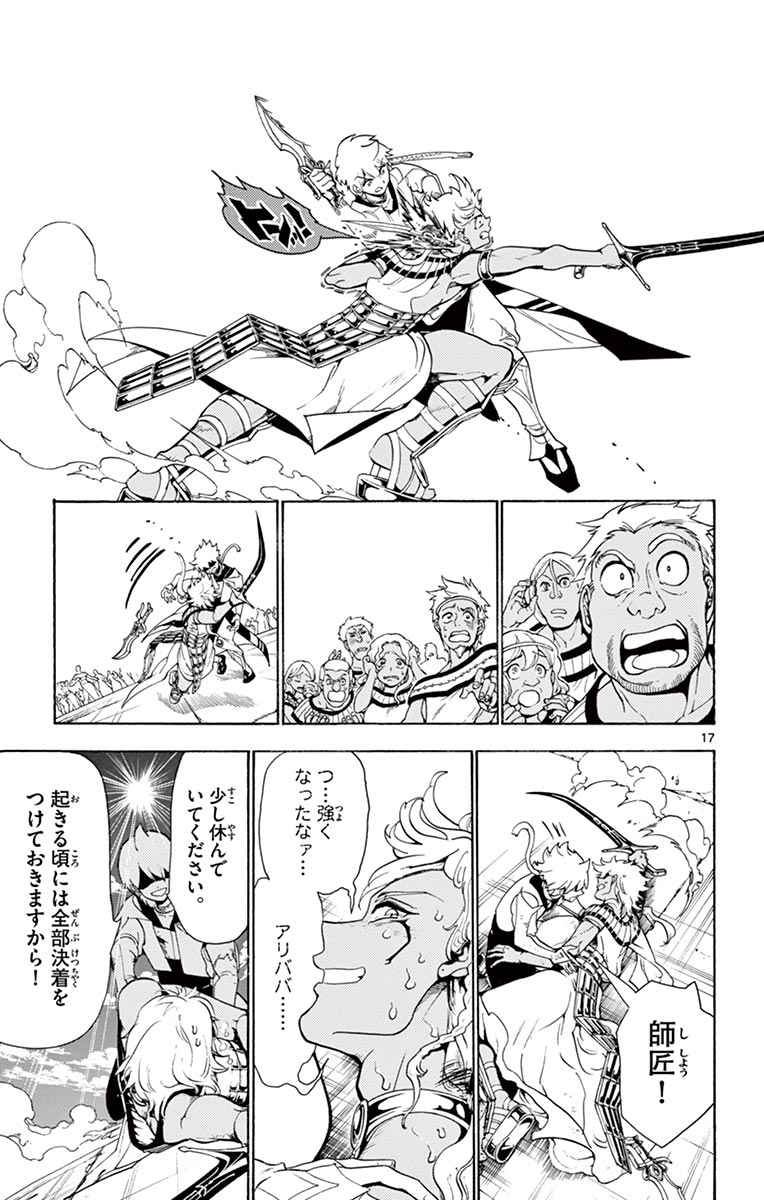 ドンッ!
17
師匠!
つ…強く
なったなァ…
アリババ……
少し休んで
いてください。
起きる頃には全部決着を
つけておきますから!